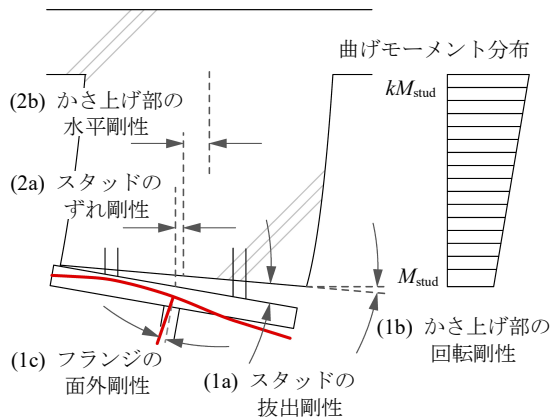 曲げモーメント分布
kMstud
(2b) かさ上げ部の
水平剛性
(2a) スタッドの
ずれ剛性
Mstud
(1b) かさ上げ部の
回転剛性
(1c) フランジの
面外剛性
(1a) スタッドの
抜出剛性